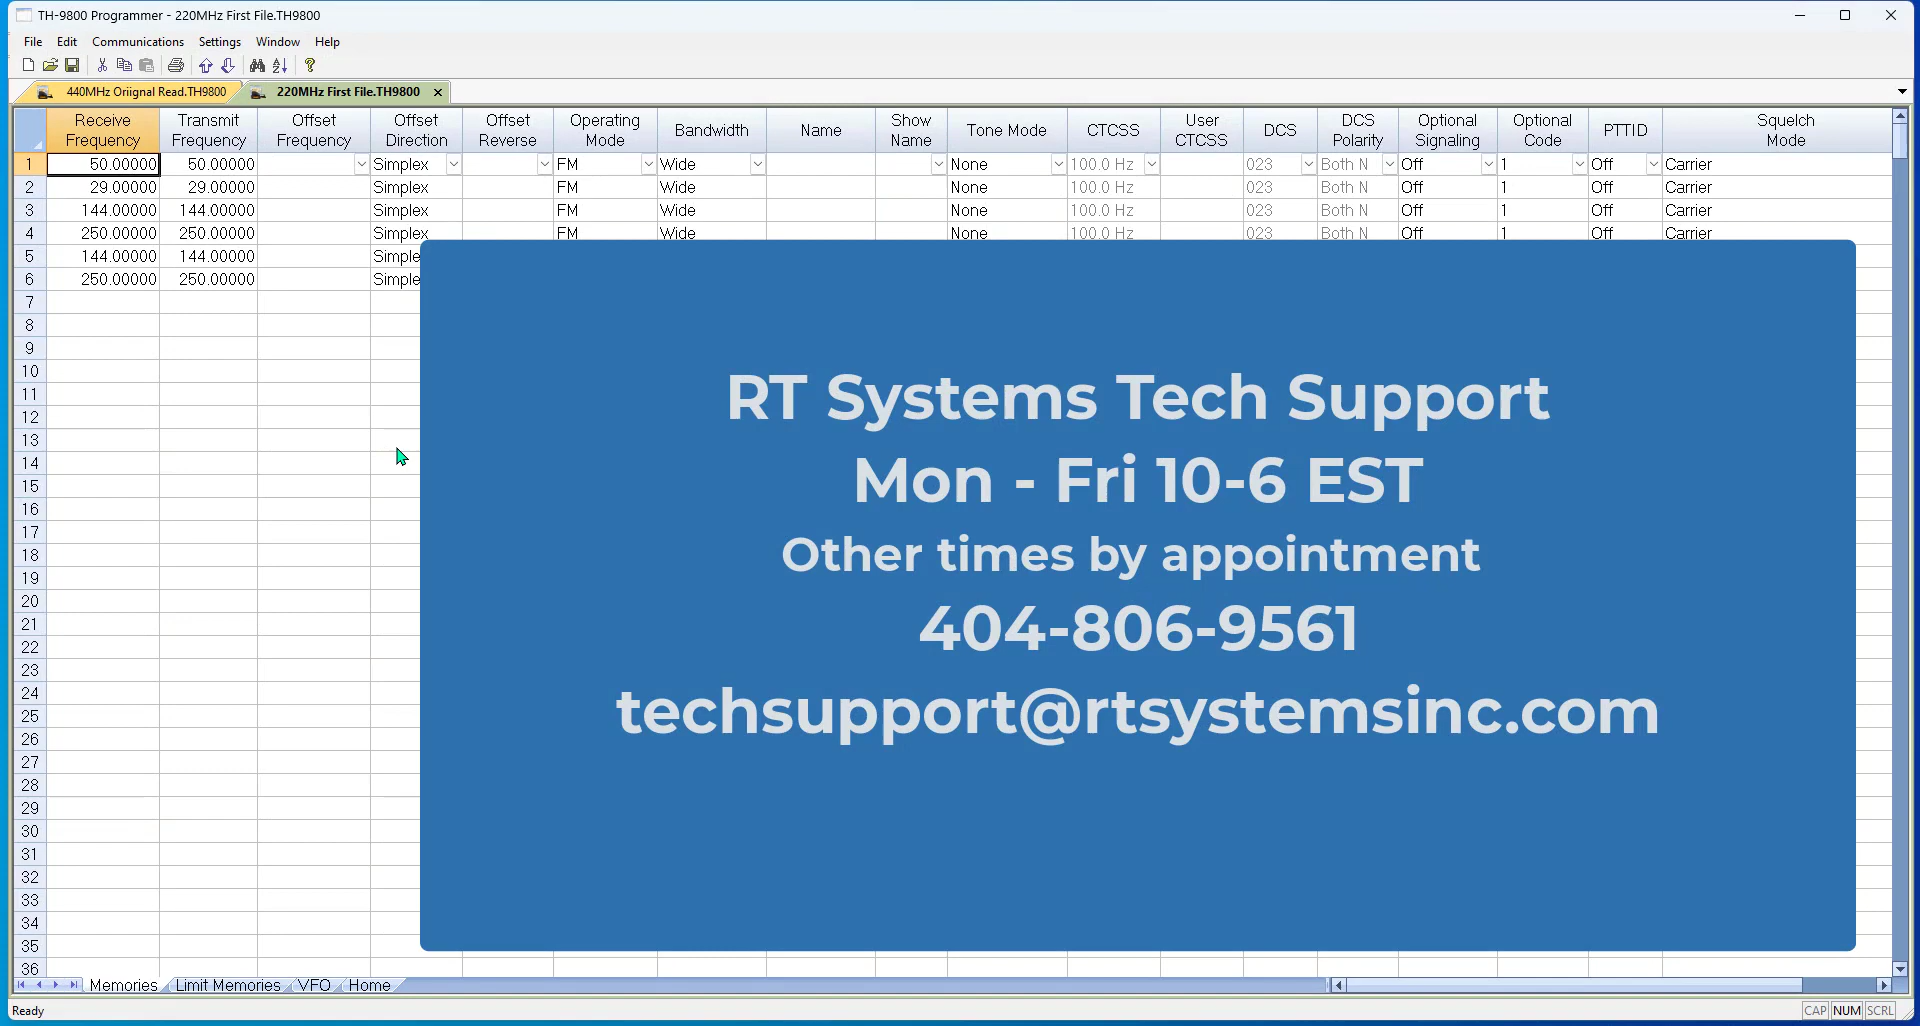 TH-9800 Programmer - 220MHz First File.TH9800
File Edit Communications Settings Window Help
440MHz Oriignal Read.TH9800 220MHz First File.TH9800
Receive Frequency Transmit Frequency Offset Frequency Offset Direction Offset Reverse Operating Mode Bandwidth Name Show Name Tone Mode CTCSS User CTCSS DCS DCS Polarity Optional Signaling Optional Code PTTID Squelch Mode
1 50.00000 50.00000 Simplex FM Wide None 100.0 Hz 023 Both N Off 1 Off Carrier
2 29.00000 29.00000 Simplex FM Wide None 100.0 Hz 023 Both N Off 1 Off Carrier
3 144.00000 144.00000 Simplex FM Wide None 100.0 Hz 023 Both N Off 1 Off Carrier
4 250.00000 250.00000 Simplex FM Wide None 100.0 Hz 023 Both N Off 1 Off Carrier
5 144.00000 144.00000 Simple
6 250.00000 250.00000 Simple
7
8
9
10
11
12
13
14
15
16
17
18
19
20
21
22
23
24
25
26
27
28
29
30
31
32
33
34
35
36
RT Systems Tech Support
Mon - Fri 10-6 EST
Other times by appointment
404-806-9561
techsupport@rtsystemsinc.com
Memories Limit Memories VFO Home
Ready CAP NUM SCRL